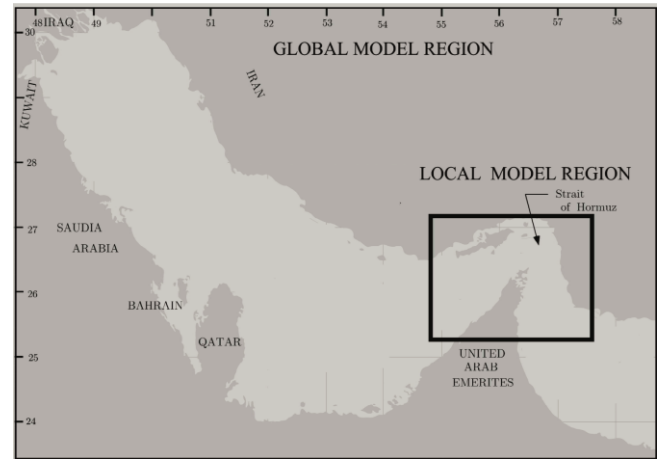 48 IRAQ 49 51 52 53 54 55 56 57 58
GLOBAL MODEL REGION
IRAN
30
KUWAIT
28
LOCAL MODEL REGION
Strait
of Hormuz
SAUDIA
ARABIA
27
26
BAHRAIN
QATAR
25
UNITED
ARAB
EMERITES
24